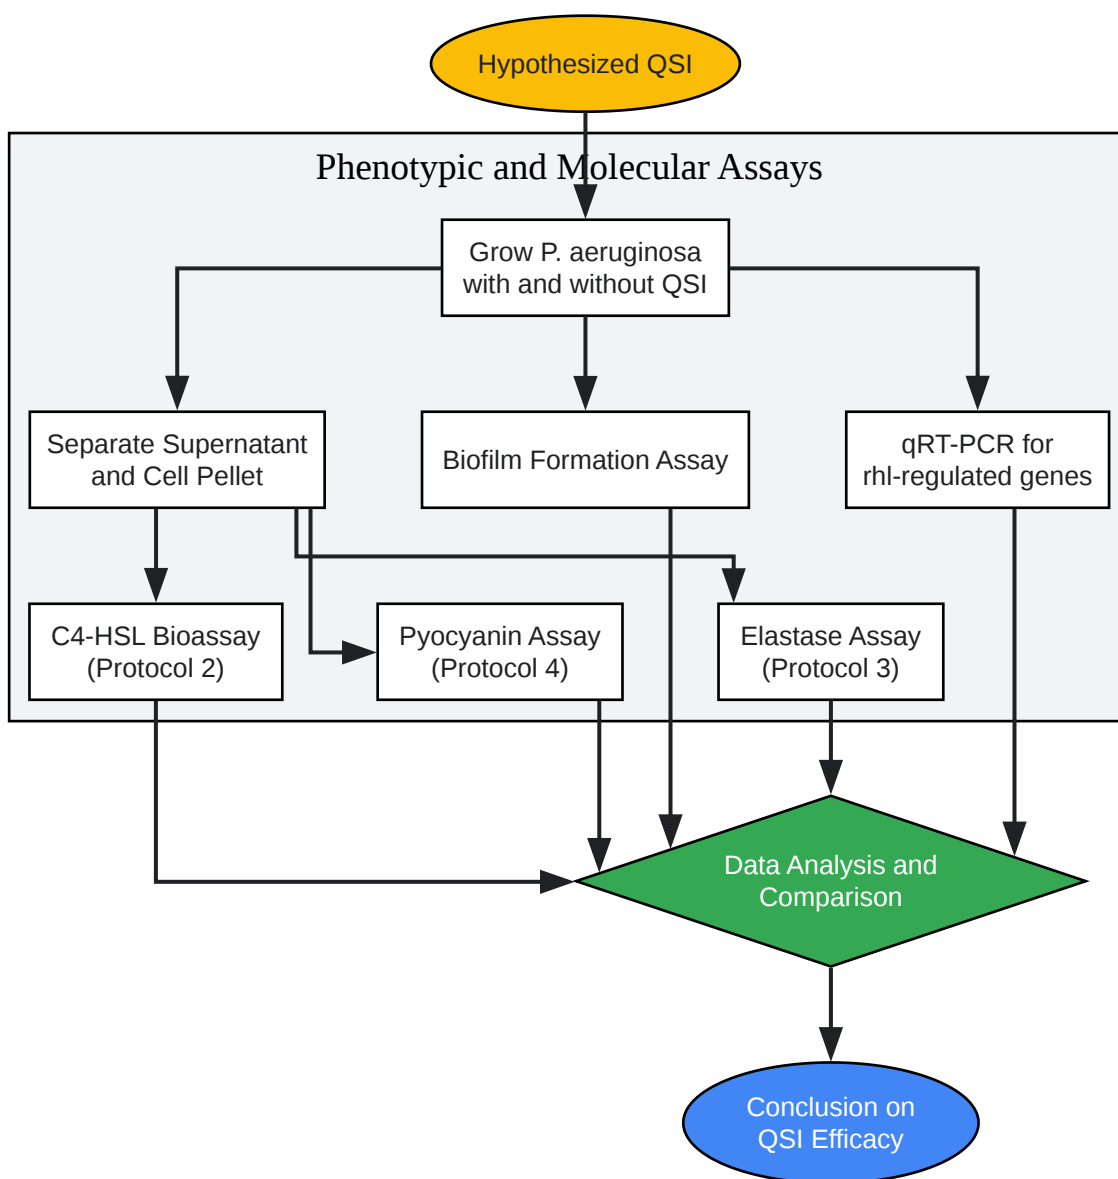 Hypothesized QSI
Phenotypic and Molecular Assays
Grow P. aeruginosa
with and without QSI
Separate Supernatant
and Cell Pellet
Biofilm Formation Assay
qRT-PCR for
rhl-regulated genes
C4-HSL Bioassay
(Protocol 2)
Pyocyanin Assay
(Protocol 4)
Elastase Assay
(Protocol 3)
Data Analysis and
Comparison
Conclusion on
QSI Efficacy